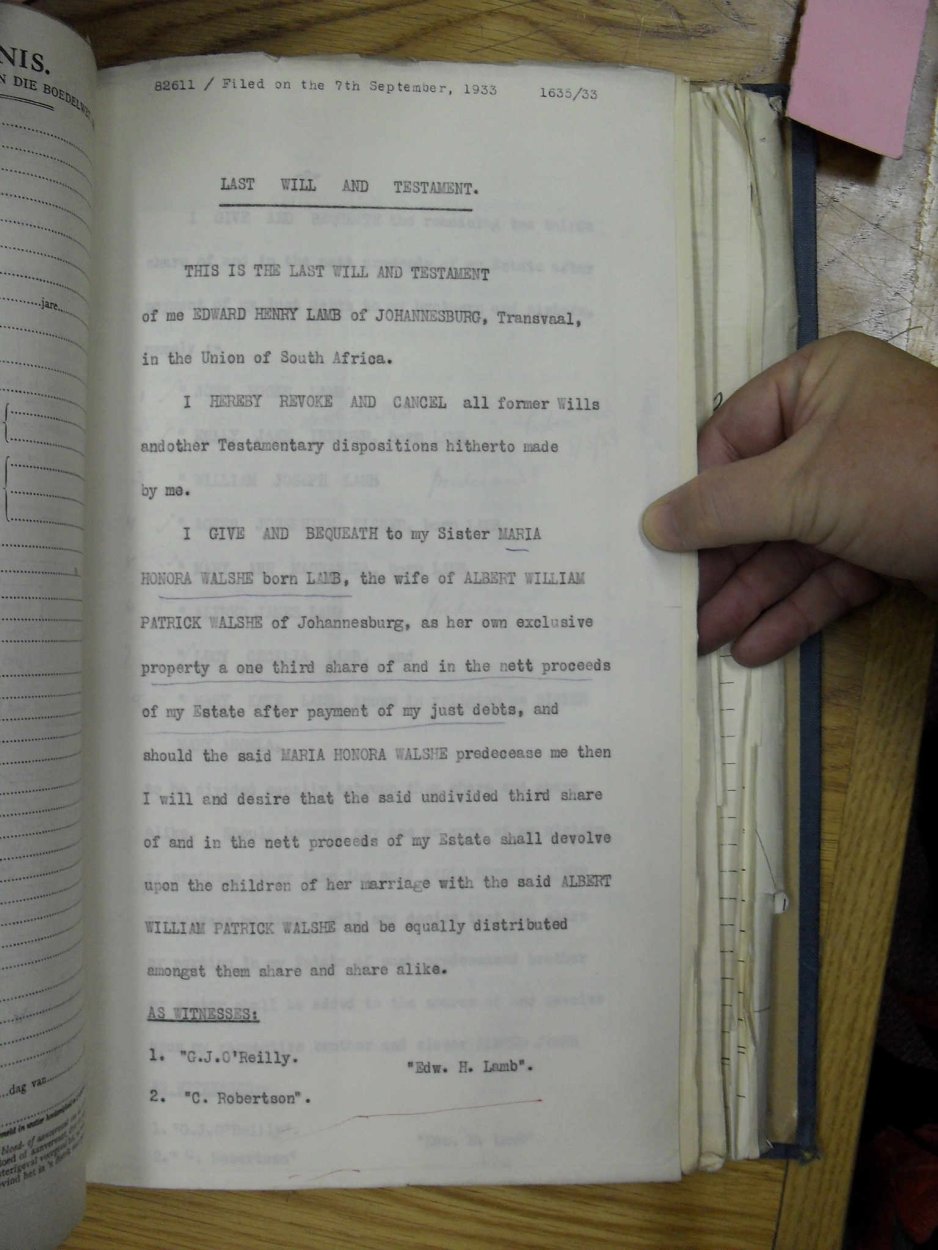 NIS.
N DIE BOEDELWET
jare
dag van
82611 / Filed on the 7th September, 1933 1635/33
LAST WILL AND TESTAMENT.
THIS IS THE LAST WILL AND TESTAMENT
of me EDWARD HENRY LAMB of JOHANNESBURG, Transvaal,
in the Union of South Africa.
I HEREBY REVOKE AND CANCEL all former Wills
andother Testamentary dispositions hitherto made
by me.
I GIVE AND BEQUEATH to my Sister MARIA
HONORA WALSHE born LAMB, the wife of ALBERT WILLIAM
PATRICK WALSHE of Johannesburg, as her own exclusive
property a one third share of and in the nett proceeds
of my Estate after payment of my just debts, and
should the said MARIA HONORA WALSHE predecease me then
I will and desire that the said undivided third share
of and in the nett proceeds of my Estate shall devolve
upon the children of her marriage with the said ALBERT
WILLIAM PATRICK WALSHE and be equally distributed
amongst them share and share alike.
AS WITNESSES:
1. "C.J.O'Reilly.
"Edw. H. Lamb".
2. "C. Robertson".